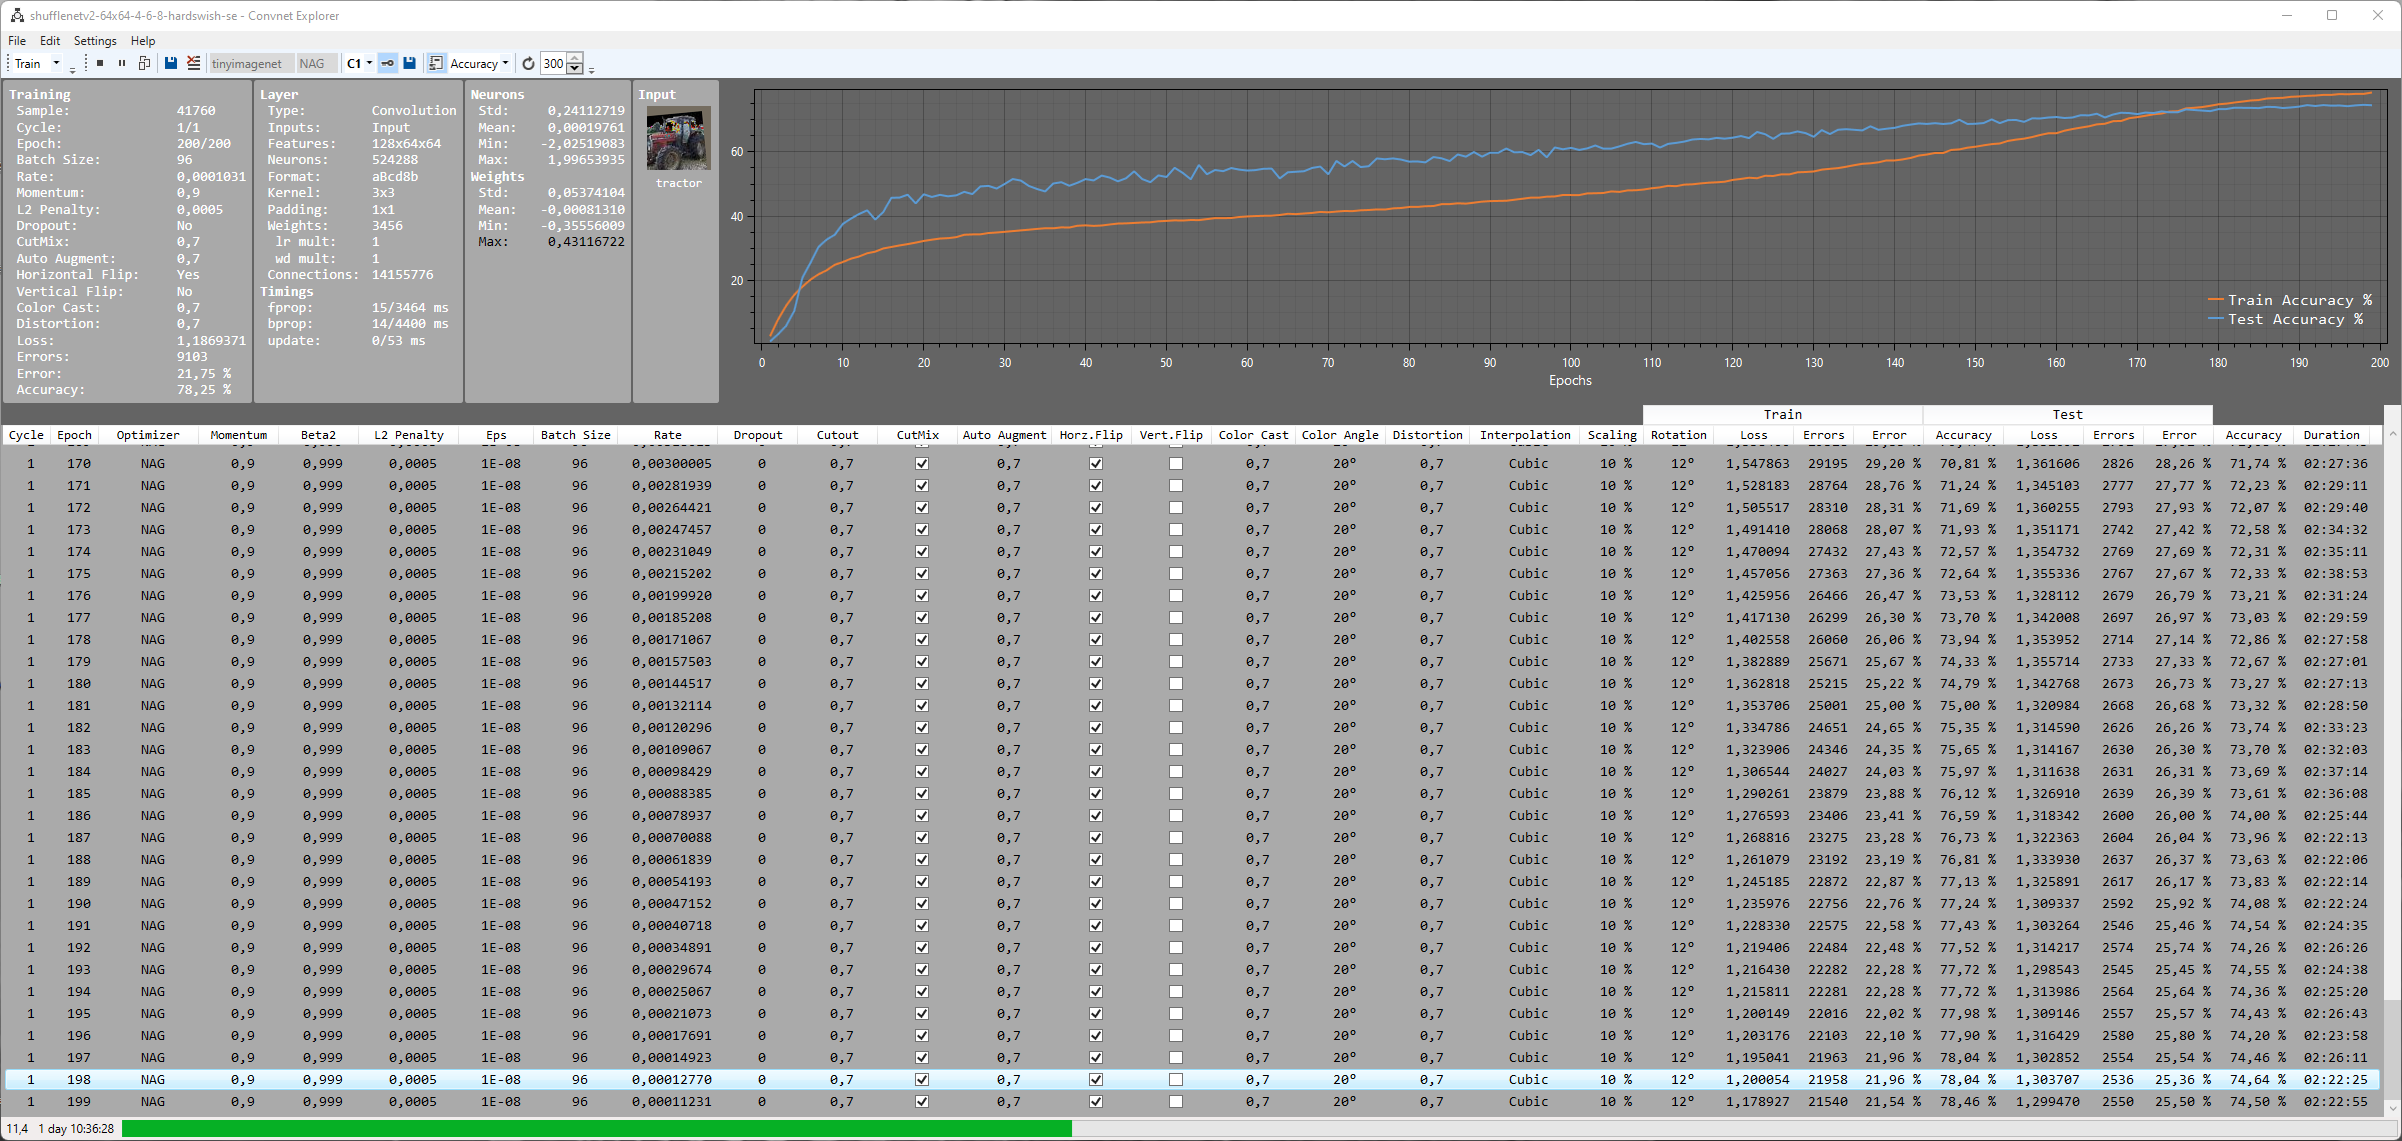 shufflenetv2-64x64-4-6-8-hardswish-se - Convnet Explorer
File Edit Settings Help
Train tinyimagenet NAG C1 Accuracy 300
Training
Sample: 41760
Cycle: 1/1
Epoch: 200/200
Batch Size: 96
Rate: 0,0001031
Momentum: 0,9
L2 Penalty: 0,0005
Dropout: No
CutMix: 0,7
Auto Augment: 0,7
Horizontal Flip: Yes
Vertical Flip: No
Color Cast: 0,7
Distortion: 0,7
Loss: 1,1869371
Errors: 9103
Error: 21,75 %
Accuracy: 78,25 %
Layer
Type: Convolution
Inputs: Input
Features: 128x64x64
Neurons: 524288
Format: aBcd8b
Kernel: 3x3
Padding: 1x1
Weights: 3456
lr mult: 1
wd mult: 1
Connections: 14155776
Timings
fprop: 15/3464 ms
bprop: 14/4400 ms
update: 0/53 ms
Neurons
Std: 0,24112719
Mean: 0,00019761
Min: -2,02519083
Max: 1,99653935
Weights
Std: 0,05374104
Mean: -0,00081310
Min: -0,35556009
Max: 0,43116722
Input
tractor
60
40
20
Train Accuracy %
Test Accuracy %
0 10 20 30 40 50 60 70 80 90 100 110 120 130 140 150 160 170 180 190 200
Epochs
Train Test
Cycle Epoch Optimizer Momentum Beta2 L2 Penalty Eps Batch Size Rate Dropout Cutout CutMix Auto Augment Horz.Flip Vert.Flip Color Cast Color Angle Distortion Interpolation Scaling Rotation Loss Errors Error Accuracy Loss Errors Error Accuracy Duration
1 170 NAG 0,9 0,999 0,0005 1E-08 96 0,00300005 0 0,7 0,7 0,7 20° 0,7 Cubic 10 % 12° 1,547863 29195 29,20 % 70,81 % 1,361606 2826 28,26 % 71,74 % 02:27:36
1 171 NAG 0,9 0,999 0,0005 1E-08 96 0,00281939 0 0,7 0,7 0,7 20° 0,7 Cubic 10 % 12° 1,528183 28764 28,76 % 71,24 % 1,345103 2777 27,77 % 72,23 % 02:29:11
1 172 NAG 0,9 0,999 0,0005 1E-08 96 0,00264421 0 0,7 0,7 0,7 20° 0,7 Cubic 10 % 12° 1,505517 28310 28,31 % 71,69 % 1,360255 2793 27,93 % 72,07 % 02:29:40
1 173 NAG 0,9 0,999 0,0005 1E-08 96 0,00247457 0 0,7 0,7 0,7 20° 0,7 Cubic 10 % 12° 1,491410 28068 28,07 % 71,93 % 1,351171 2742 27,42 % 72,58 % 02:34:32
1 174 NAG 0,9 0,999 0,0005 1E-08 96 0,00231049 0 0,7 0,7 0,7 20° 0,7 Cubic 10 % 12° 1,470094 27432 27,43 % 72,57 % 1,354732 2769 27,69 % 72,31 % 02:35:11
1 175 NAG 0,9 0,999 0,0005 1E-08 96 0,00215202 0 0,7 0,7 0,7 20° 0,7 Cubic 10 % 12° 1,457056 27363 27,36 % 72,64 % 1,355336 2767 27,67 % 72,33 % 02:38:53
1 176 NAG 0,9 0,999 0,0005 1E-08 96 0,00199920 0 0,7 0,7 0,7 20° 0,7 Cubic 10 % 12° 1,425956 26466 26,47 % 73,53 % 1,328112 2679 26,79 % 73,21 % 02:31:24
1 177 NAG 0,9 0,999 0,0005 1E-08 96 0,00185208 0 0,7 0,7 0,7 20° 0,7 Cubic 10 % 12° 1,417130 26299 26,30 % 73,70 % 1,342008 2697 26,97 % 73,03 % 02:29:59
1 178 NAG 0,9 0,999 0,0005 1E-08 96 0,00171067 0 0,7 0,7 0,7 20° 0,7 Cubic 10 % 12° 1,402558 26060 26,06 % 73,94 % 1,353952 2714 27,14 % 72,86 % 02:27:58
1 179 NAG 0,9 0,999 0,0005 1E-08 96 0,00157503 0 0,7 0,7 0,7 20° 0,7 Cubic 10 % 12° 1,382889 25671 25,67 % 74,33 % 1,355714 2733 27,33 % 72,67 % 02:27:01
1 180 NAG 0,9 0,999 0,0005 1E-08 96 0,00144517 0 0,7 0,7 0,7 20° 0,7 Cubic 10 % 12° 1,362818 25215 25,22 % 74,79 % 1,342768 2673 26,73 % 73,27 % 02:27:13
1 181 NAG 0,9 0,999 0,0005 1E-08 96 0,00132114 0 0,7 0,7 0,7 20° 0,7 Cubic 10 % 12° 1,353706 25001 25,00 % 75,00 % 1,320984 2668 26,68 % 73,32 % 02:28:50
1 182 NAG 0,9 0,999 0,0005 1E-08 96 0,00120296 0 0,7 0,7 0,7 20° 0,7 Cubic 10 % 12° 1,334786 24651 24,65 % 75,35 % 1,314590 2626 26,26 % 73,74 % 02:33:23
1 183 NAG 0,9 0,999 0,0005 1E-08 96 0,00109067 0 0,7 0,7 0,7 20° 0,7 Cubic 10 % 12° 1,323906 24346 24,35 % 75,65 % 1,314167 2630 26,30 % 73,70 % 02:32:03
1 184 NAG 0,9 0,999 0,0005 1E-08 96 0,00098429 0 0,7 0,7 0,7 20° 0,7 Cubic 10 % 12° 1,306544 24027 24,03 % 75,97 % 1,311638 2631 26,31 % 73,69 % 02:37:14
1 185 NAG 0,9 0,999 0,0005 1E-08 96 0,00088385 0 0,7 0,7 0,7 20° 0,7 Cubic 10 % 12° 1,290261 23879 23,88 % 76,12 % 1,326910 2639 26,39 % 73,61 % 02:36:08
1 186 NAG 0,9 0,999 0,0005 1E-08 96 0,00078937 0 0,7 0,7 0,7 20° 0,7 Cubic 10 % 12° 1,276593 23406 23,41 % 76,59 % 1,318342 2600 26,00 % 74,00 % 02:25:44
1 187 NAG 0,9 0,999 0,0005 1E-08 96 0,00070088 0 0,7 0,7 0,7 20° 0,7 Cubic 10 % 12° 1,268816 23275 23,28 % 76,73 % 1,322363 2604 26,04 % 73,96 % 02:22:13
1 188 NAG 0,9 0,999 0,0005 1E-08 96 0,00061839 0 0,7 0,7 0,7 20° 0,7 Cubic 10 % 12° 1,261079 23192 23,19 % 76,81 % 1,333930 2637 26,37 % 73,63 % 02:22:06
1 189 NAG 0,9 0,999 0,0005 1E-08 96 0,00054193 0 0,7 0,7 0,7 20° 0,7 Cubic 10 % 12° 1,245185 22872 22,87 % 77,13 % 1,325891 2617 26,17 % 73,83 % 02:22:14
1 190 NAG 0,9 0,999 0,0005 1E-08 96 0,00047152 0 0,7 0,7 0,7 20° 0,7 Cubic 10 % 12° 1,235976 22756 22,76 % 77,24 % 1,309337 2592 25,92 % 74,08 % 02:22:24
1 191 NAG 0,9 0,999 0,0005 1E-08 96 0,00040718 0 0,7 0,7 0,7 20° 0,7 Cubic 10 % 12° 1,228330 22575 22,58 % 77,43 % 1,303264 2546 25,46 % 74,54 % 02:24:35
1 192 NAG 0,9 0,999 0,0005 1E-08 96 0,00034891 0 0,7 0,7 0,7 20° 0,7 Cubic 10 % 12° 1,219406 22484 22,48 % 77,52 % 1,314217 2574 25,74 % 74,26 % 02:26:26
1 193 NAG 0,9 0,999 0,0005 1E-08 96 0,00029674 0 0,7 0,7 0,7 20° 0,7 Cubic 10 % 12° 1,216430 22282 22,28 % 77,72 % 1,298543 2545 25,45 % 74,55 % 02:24:38
1 194 NAG 0,9 0,999 0,0005 1E-08 96 0,00025067 0 0,7 0,7 0,7 20° 0,7 Cubic 10 % 12° 1,215811 22281 22,28 % 77,72 % 1,313986 2564 25,64 % 74,36 % 02:25:20
1 195 NAG 0,9 0,999 0,0005 1E-08 96 0,00021073 0 0,7 0,7 0,7 20° 0,7 Cubic 10 % 12° 1,200149 22016 22,02 % 77,98 % 1,309146 2557 25,57 % 74,43 % 02:26:43
1 196 NAG 0,9 0,999 0,0005 1E-08 96 0,00017691 0 0,7 0,7 0,7 20° 0,7 Cubic 10 % 12° 1,203176 22103 22,10 % 77,90 % 1,316429 2580 25,80 % 74,20 % 02:23:58
1 197 NAG 0,9 0,999 0,0005 1E-08 96 0,00014923 0 0,7 0,7 0,7 20° 0,7 Cubic 10 % 12° 1,195041 21963 21,96 % 78,04 % 1,302852 2554 25,54 % 74,46 % 02:26:11
1 198 NAG 0,9 0,999 0,0005 1E-08 96 0,00012770 0 0,7 0,7 0,7 20° 0,7 Cubic 10 % 12° 1,200054 21958 21,96 % 78,04 % 1,303707 2536 25,36 % 74,64 % 02:22:25
1 199 NAG 0,9 0,999 0,0005 1E-08 96 0,00011231 0 0,7 0,7 0,7 20° 0,7 Cubic 10 % 12° 1,178927 21540 21,54 % 78,46 % 1,299470 2550 25,50 % 74,50 % 02:22:55
11,4 1 day 10:36:28